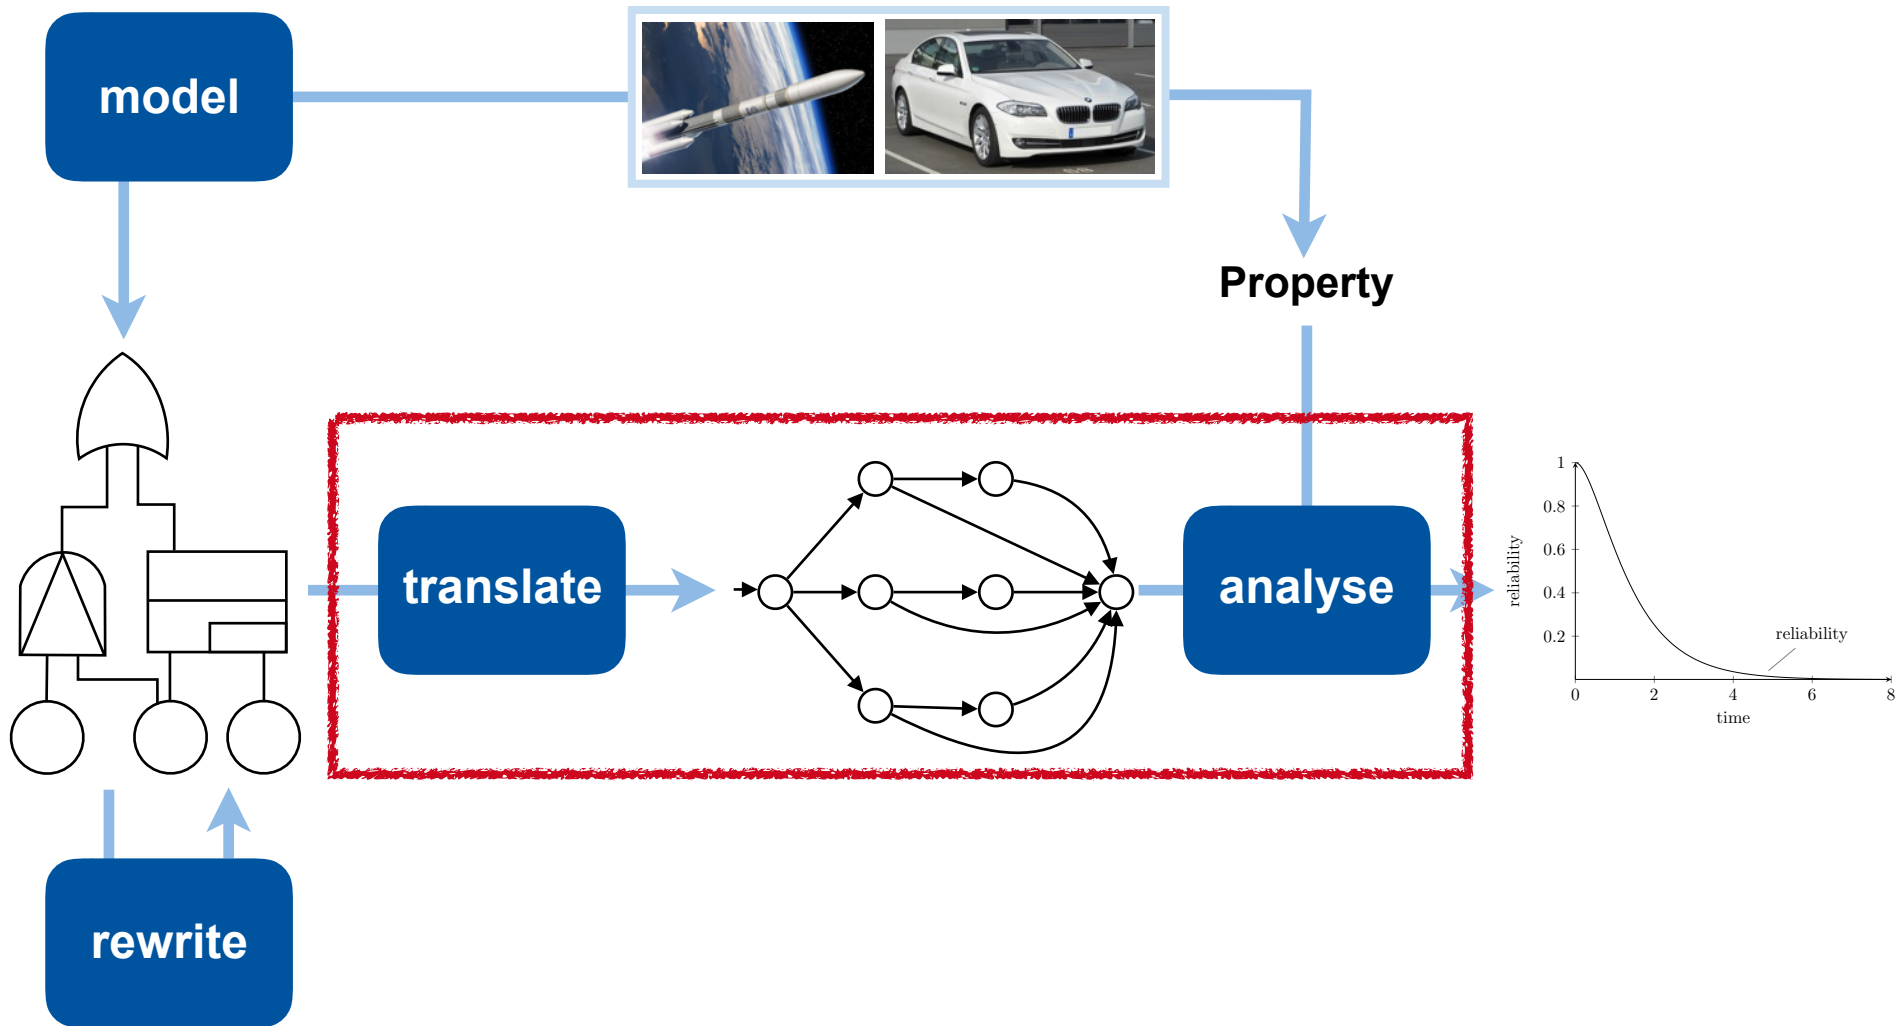 model
Property
translate
analyse
rewrite
reliability
1
0.8
0.6
0.4
0.2
reliability
0
2
4
6
8
time